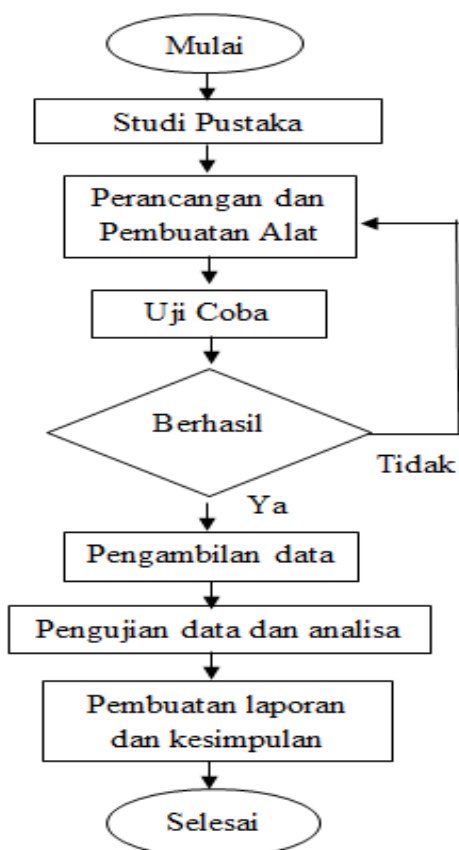 Mulai
Studi Pustaka
Perancangan dan
Pembuatan Alat
Uji Coba
Berhasil
Tidak
Ya
Pengambilan data
Pengujian data dan analisa
Pembuatan laporan
dan kesimpulan
Selesai